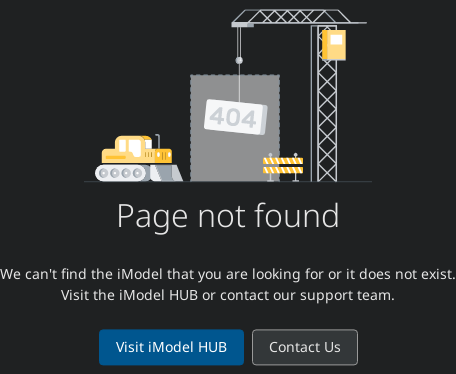 404
Page not found
We can't find the iModel that you are looking for or it does not exist.
Visit the iModel HUB or contact our support team.
Visit iModel HUB
Contact Us